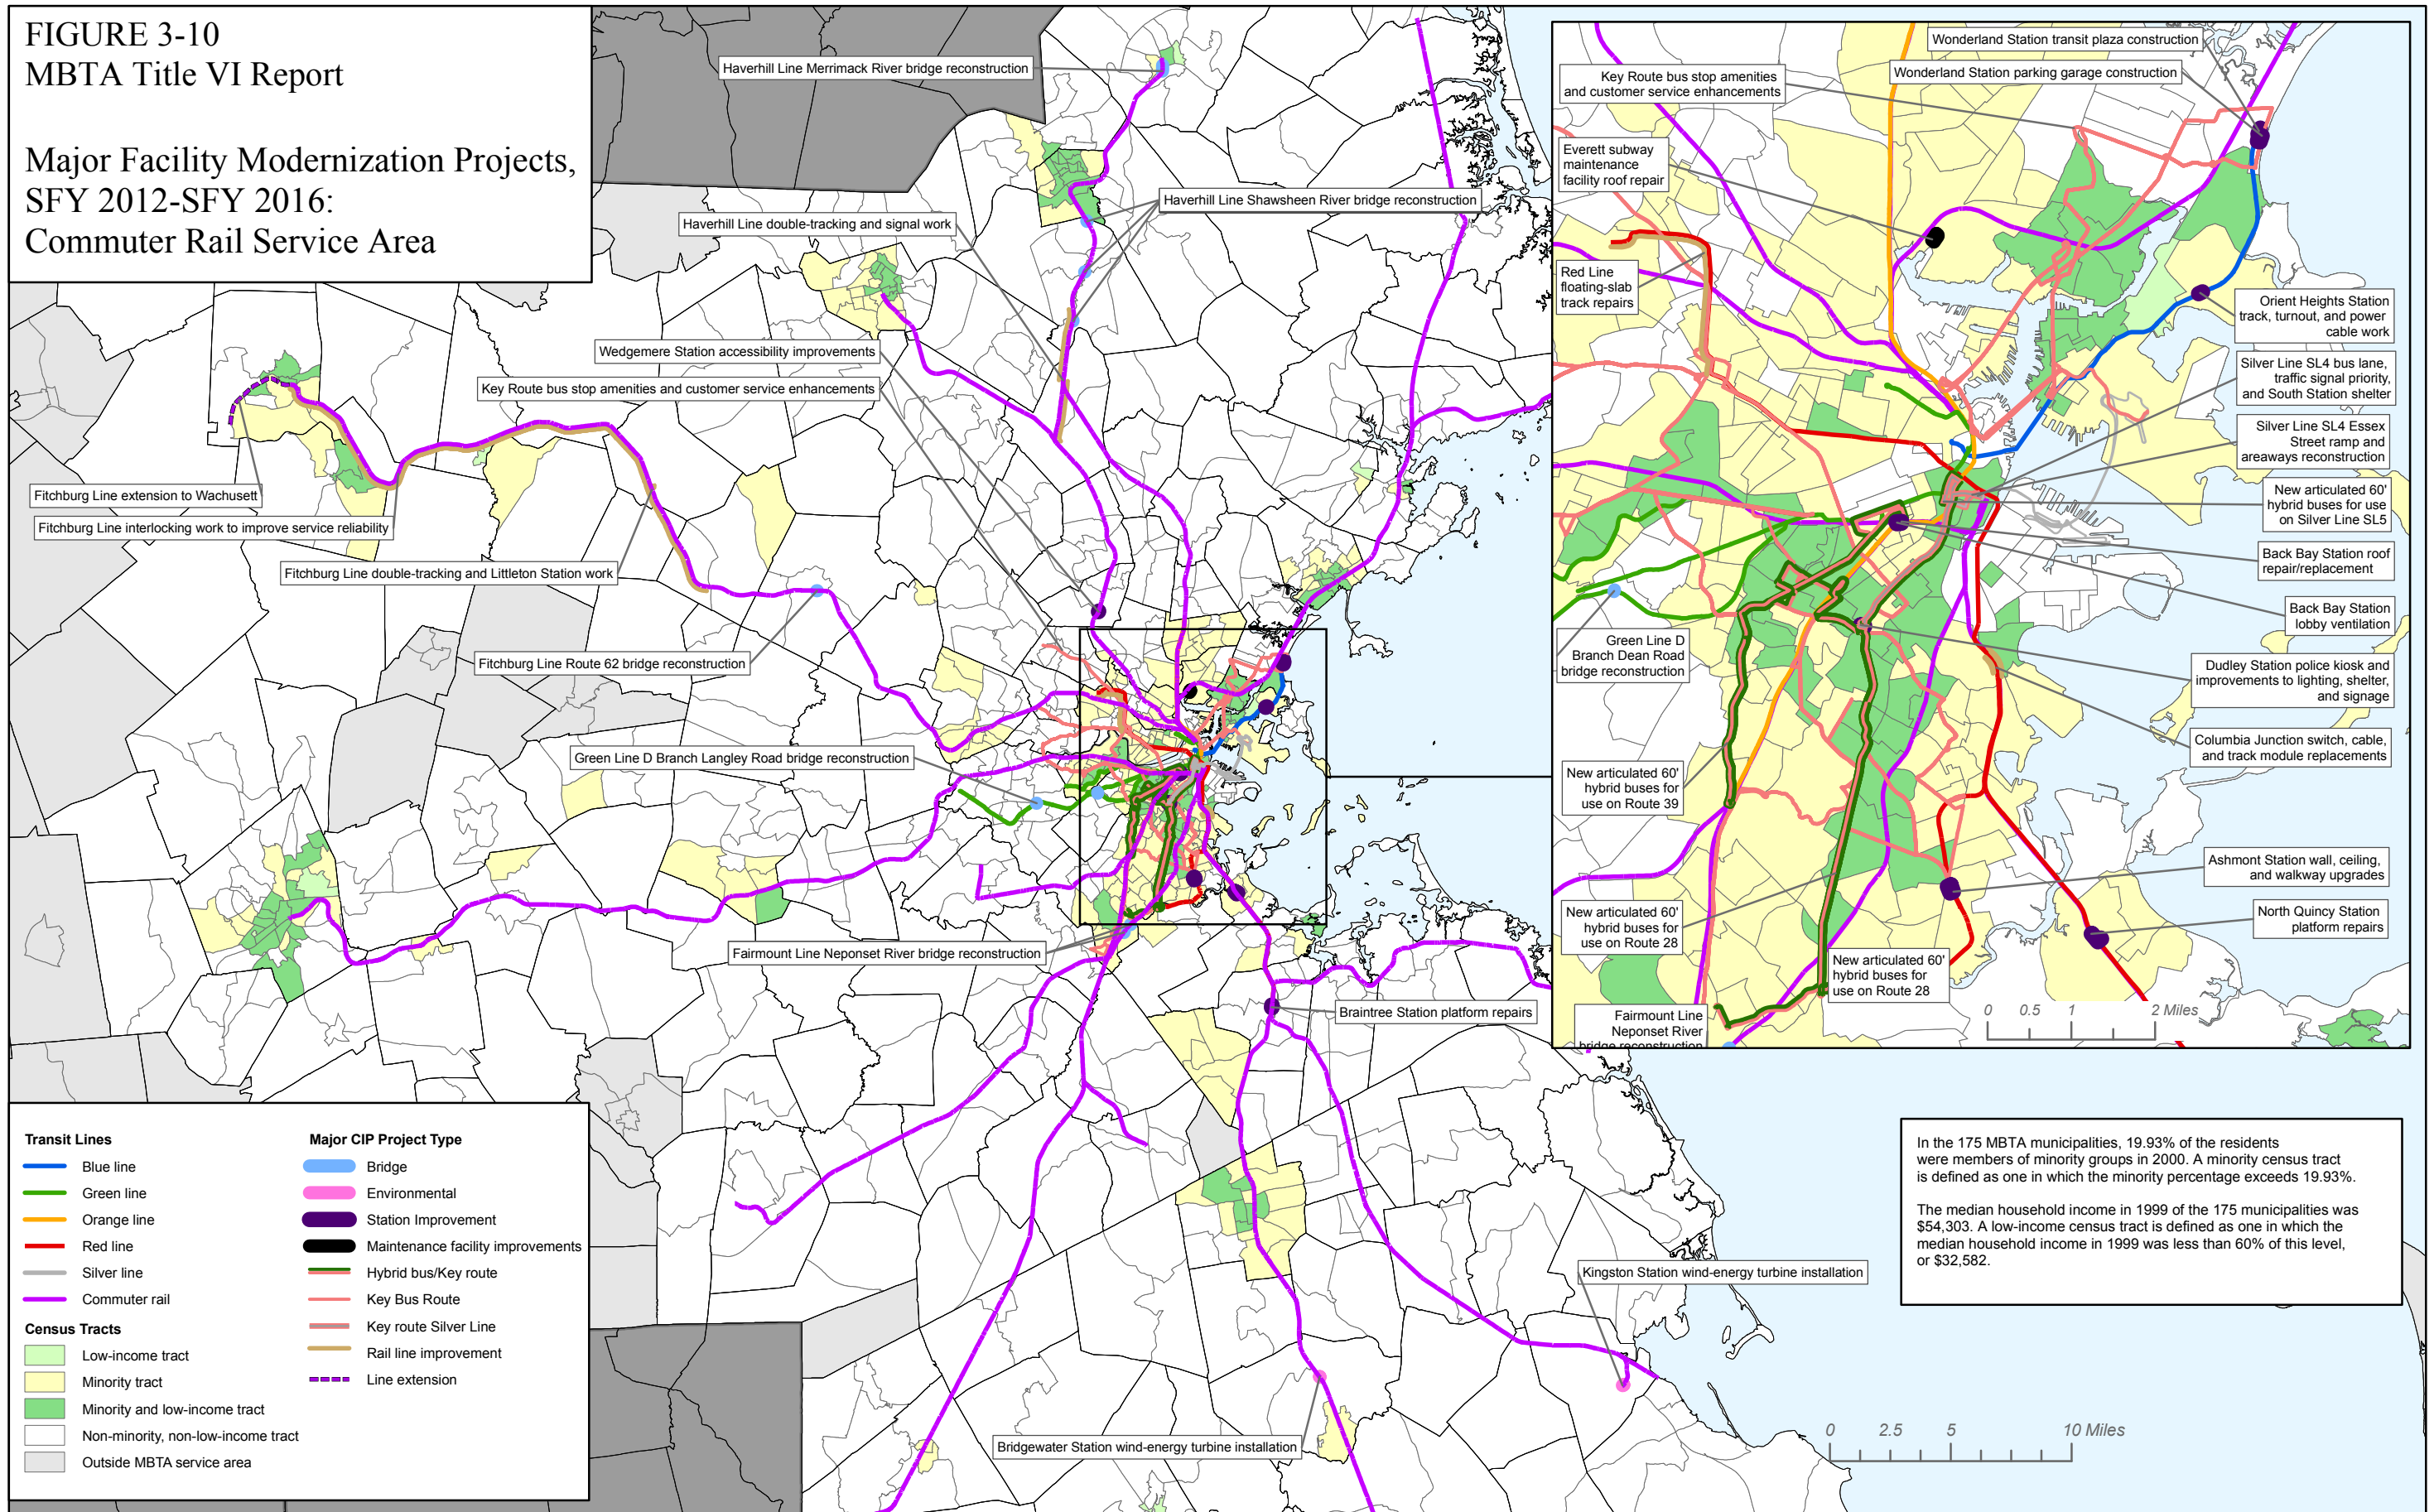 FIGURE 3-10
MBTA Title VI Report
Major Facility Modernization Projects,
SFY 2012-SFY 2016:
Commuter Rail Service Area
Haverhill Line Merrimack River bridge reconstruction
Haverhill Line Shawsheen River bridge reconstruction
Haverhill Line double-tracking and signal work
Wedgemere Station accessibility improvements
Key Route bus stop amenities and customer service enhancements
Fitchburg Line extension to Wachusett
Fitchburg Line interlocking work to improve service reliability
Fitchburg Line double-tracking and Littleton Station work
Fitchburg Line Route 62 bridge reconstruction
Green Line D Branch Langley Road bridge reconstruction
Fairmount Line Neponset River bridge reconstruction
Braintree Station platform repairs
Kingston Station wind-energy turbine installation
Bridgewater Station wind-energy turbine installation
Wonderland Station transit plaza construction
Wonderland Station parking garage construction
Key Route bus stop amenities
and customer service enhancements
Everett subway
maintenance
facility roof repair
Red Line
floating-slab
track repairs
Orient Heights Station
track, turnout, and power
cable work
Silver Line SL4 bus lane,
traffic signal priority,
and South Station shelter
Silver Line SL4 Essex
Street ramp and
areaways reconstruction
New articulated 60'
hybrid buses for use
on Silver Line SL5
Back Bay Station roof
repair/replacement
Back Bay Station
lobby ventilation
Green Line D
Branch Dean Road
bridge reconstruction
Dudley Station police kiosk and
improvements to lighting, shelter,
and signage
Columbia Junction switch, cable,
and track module replacements
New articulated 60'
hybrid buses for
use on Route 39
Ashmont Station wall, ceiling,
and walkway upgrades
New articulated 60'
hybrid buses for
use on Route 28
North Quincy Station
platform repairs
New articulated 60'
hybrid buses for
use on Route 28
Fairmount Line
Neponset River
bridge reconstruction
0 0.5 1 2 Miles
Transit Lines
Blue line
Green line
Orange line
Red line
Silver line
Commuter rail
Census Tracts
Low-income tract
Minority tract
Minority and low-income tract
Non-minority, non-low-income tract
Outside MBTA service area
Major CIP Project Type
Bridge
Environmental
Station Improvement
Maintenance facility improvements
Hybrid bus/Key route
Key Bus Route
Key route Silver Line
Rail line improvement
Line extension
In the 175 MBTA municipalities, 19.93% of the residents
were members of minority groups in 2000. A minority census tract
is defined as one in which the minority percentage exceeds 19.93%.
The median household income in 1999 of the 175 municipalities was
$54,303. A low-income census tract is defined as one in which the
median household income in 1999 was less than 60% of this level,
or $32,582.
0 2.5 5 10 Miles